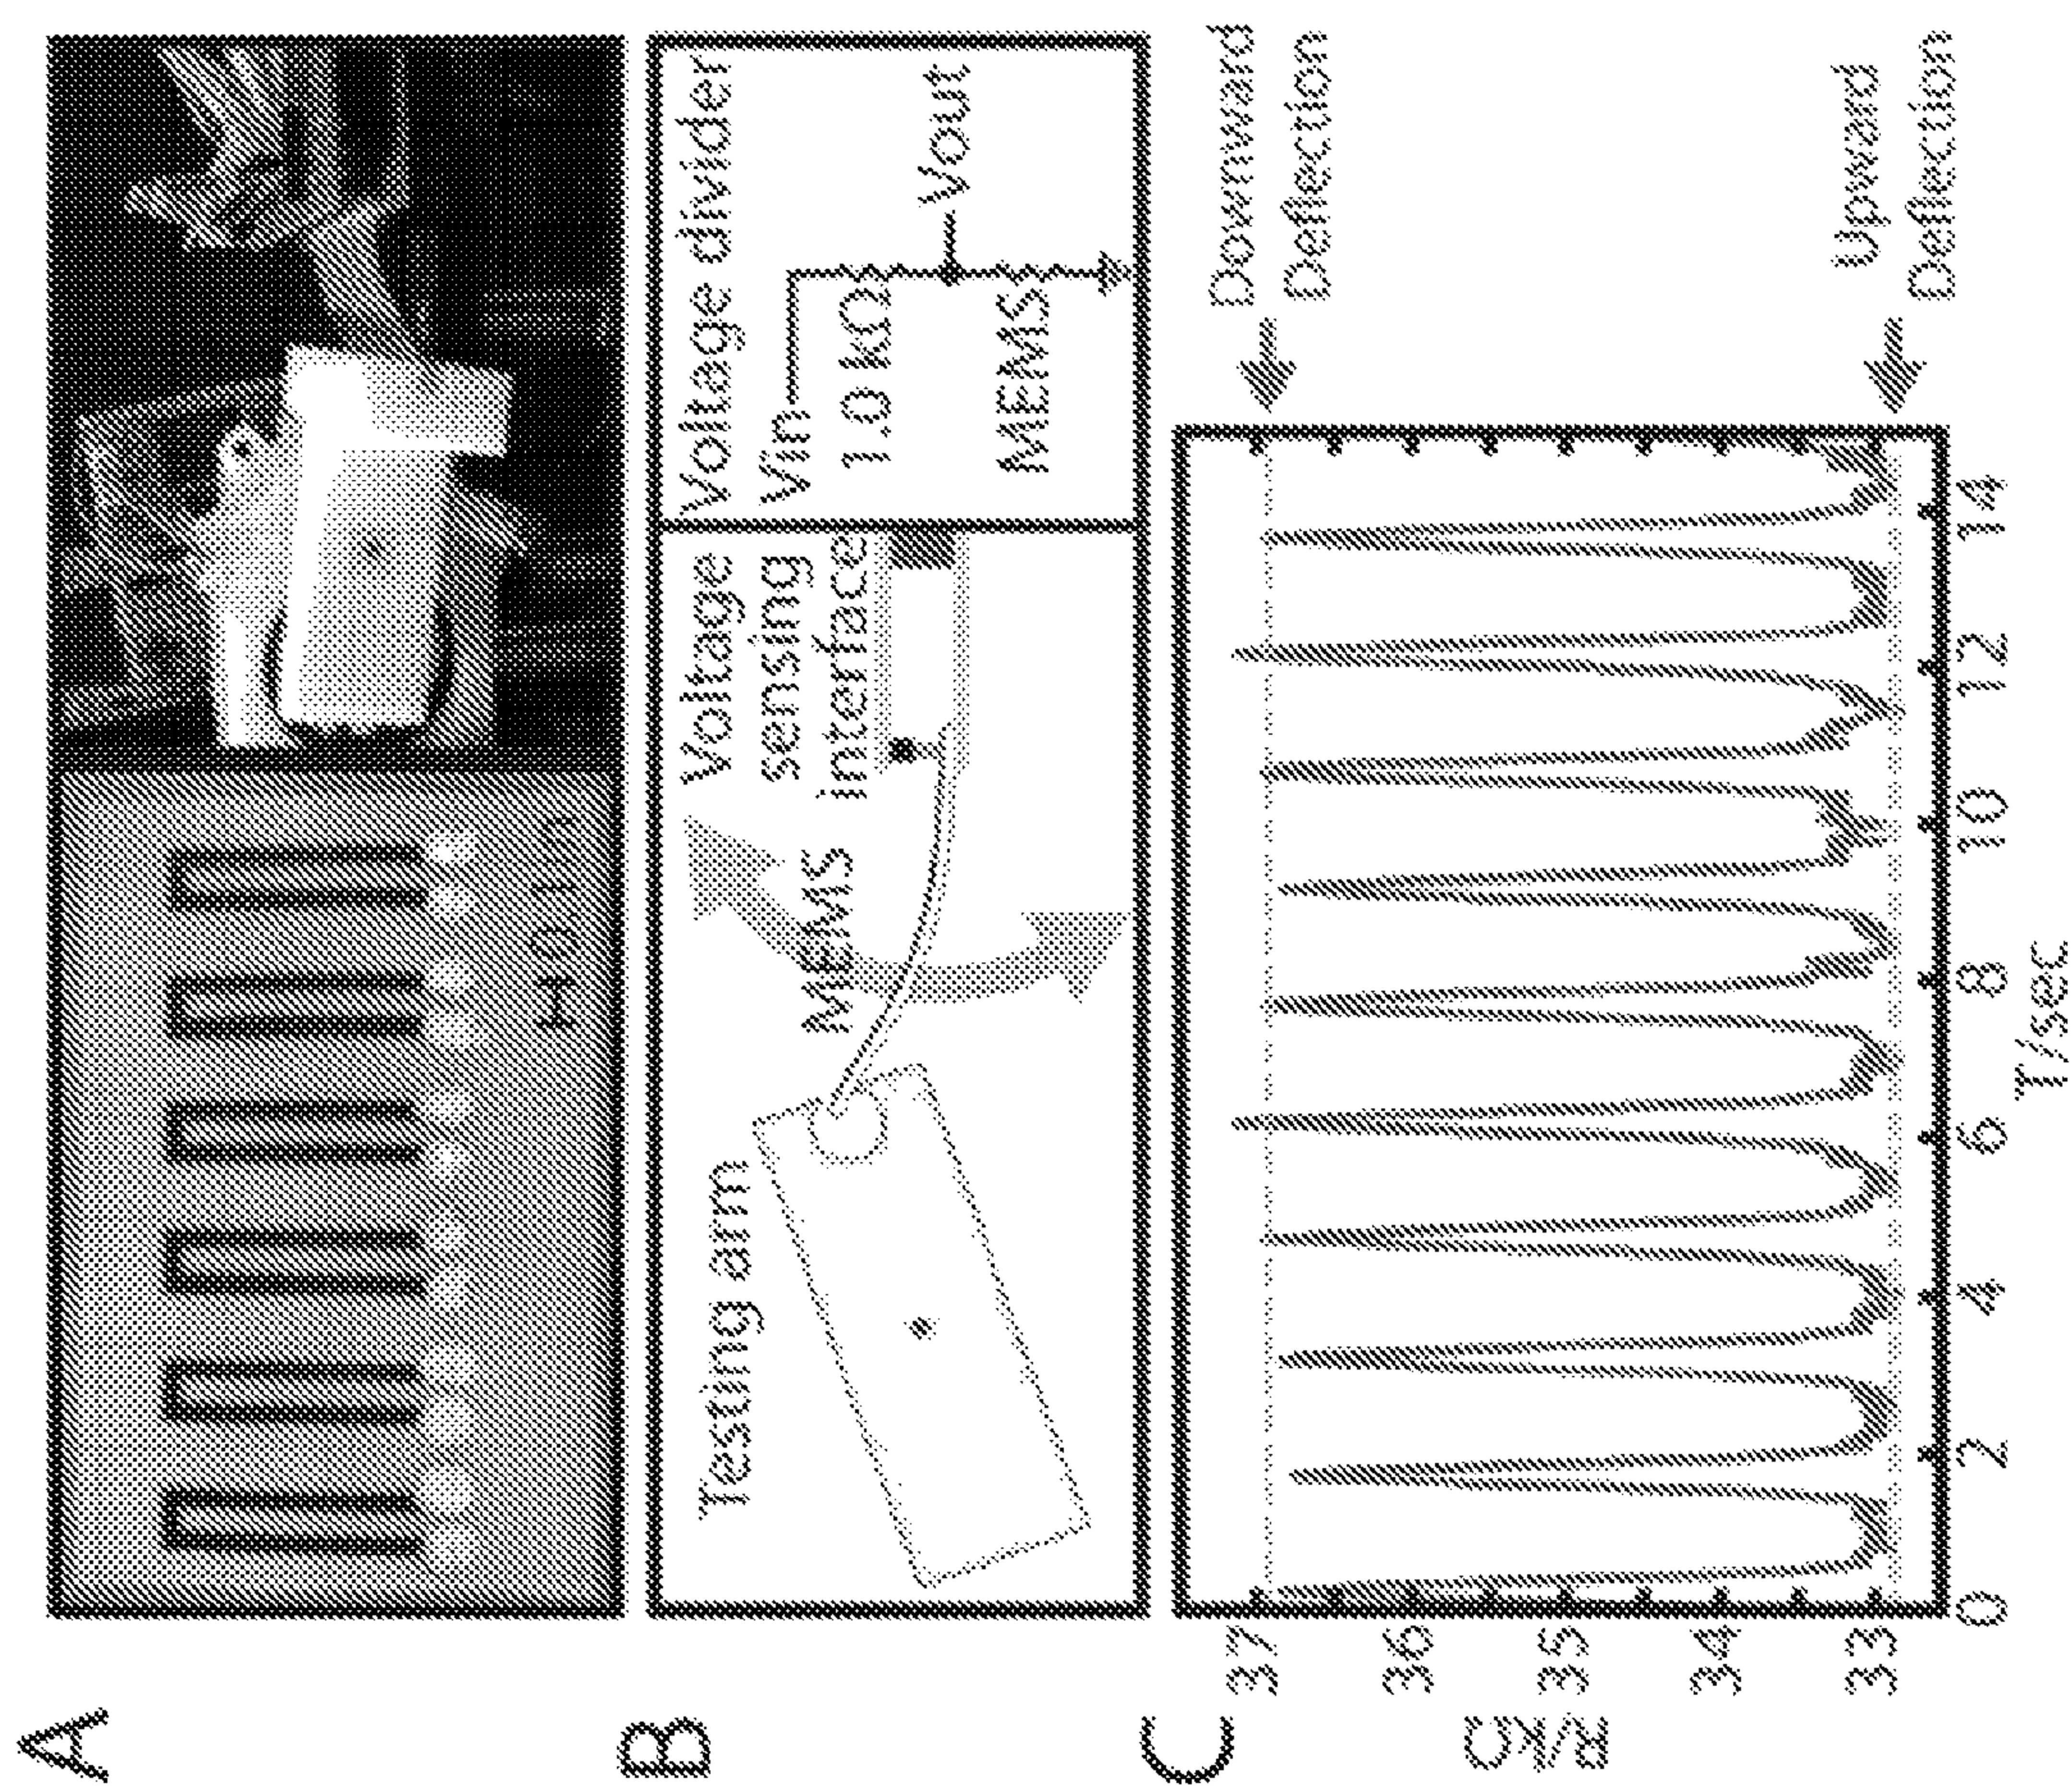 A
B
Testing arm
MEMS
Voltage
sensing
interface
Voltage divider
Vin
1.0 kΩ
Vout
MEMS
C
R/kΩ
37
36
35
34
33
0
2
4
6
8
10
12
14
T/sec
Downward
Deflection
Upward
Deflection